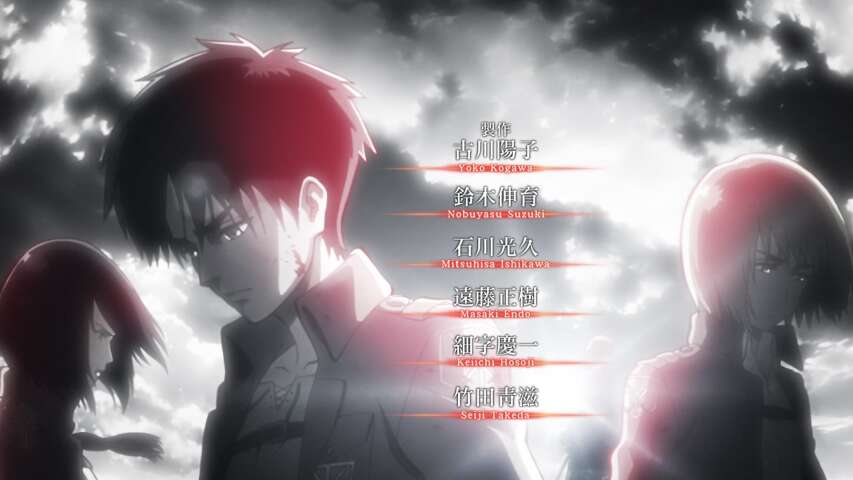 製作
古川陽子
Yoko Kogawa
鈴木伸育
Nobuyasu Suzuki
石川光久
Mitsuhisa Ishikawa
遠藤正樹
Masaki Endo
細字慶一
Keiichi Hosoji
竹田青滋
Seiji Takeda